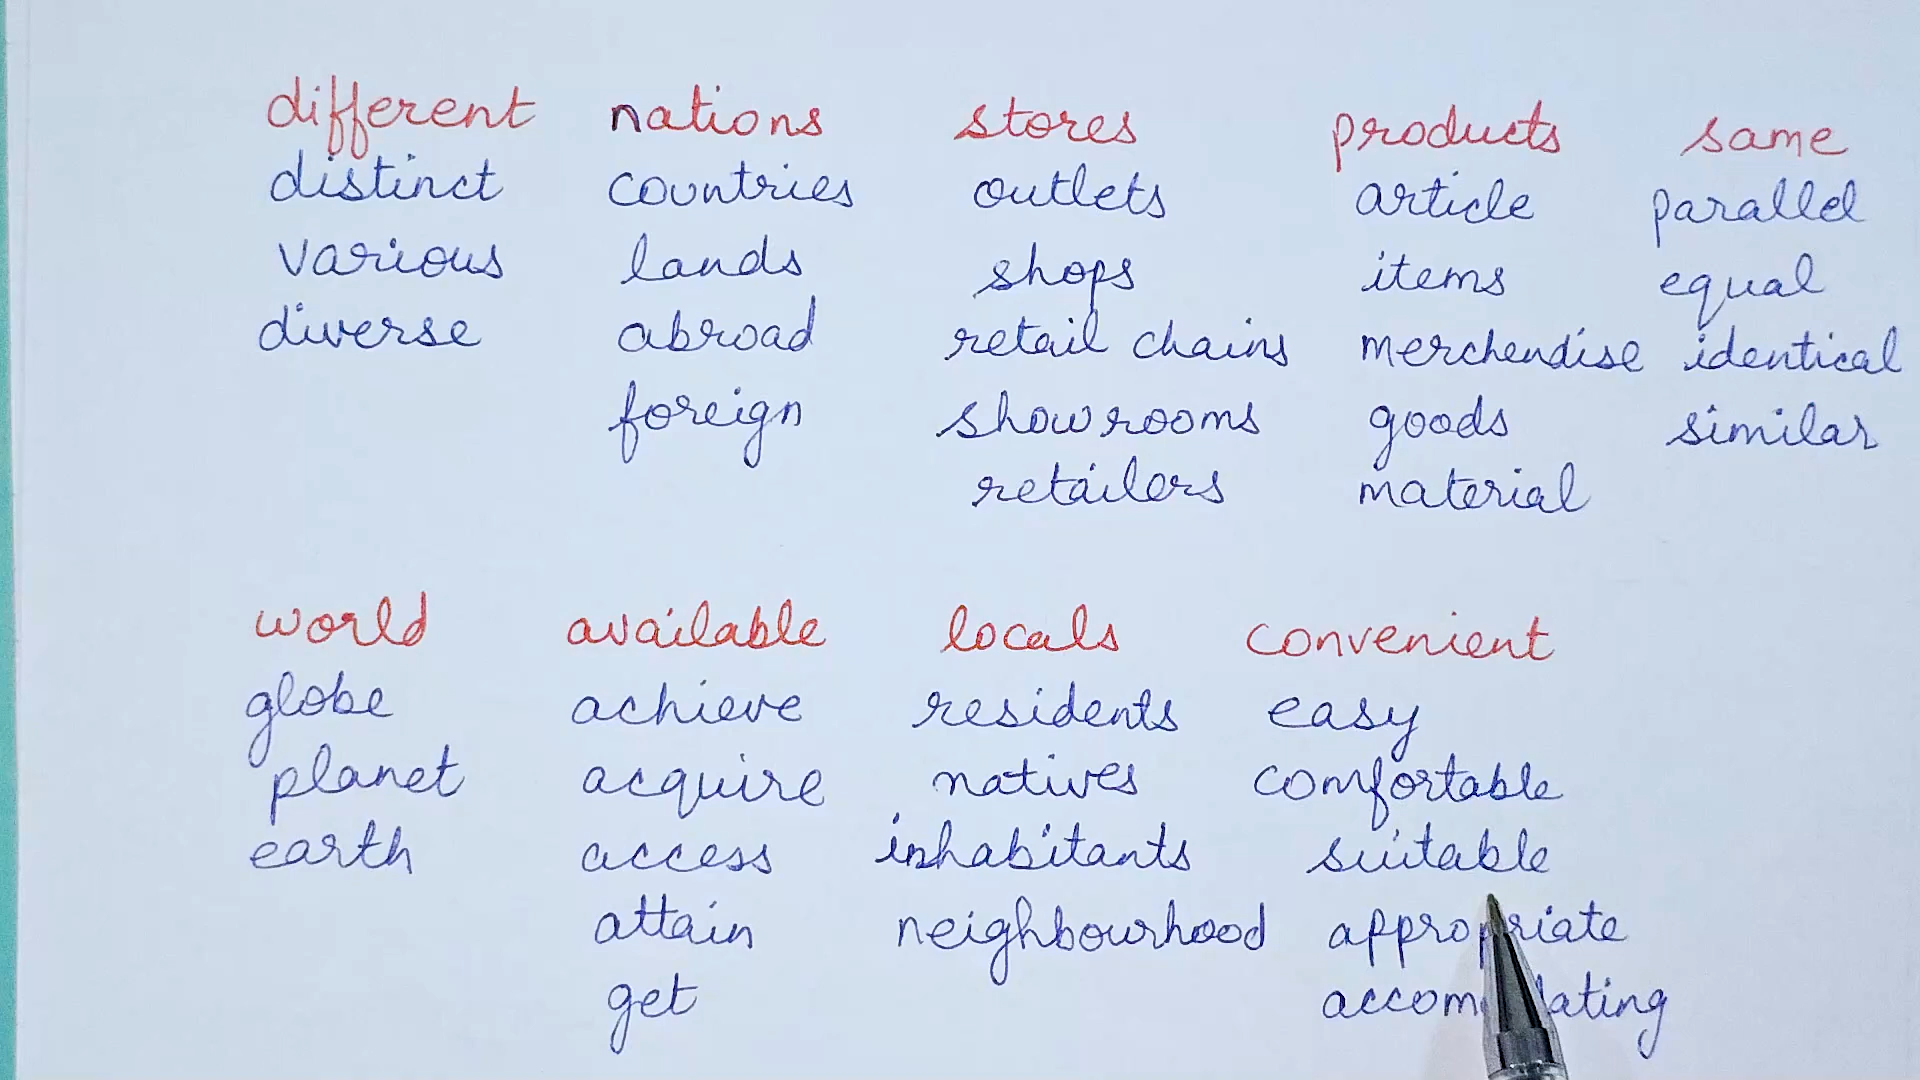 different nations stores products same
distinct countries outlets article parallel
various lands shops items equal
diverse abroad retail chains merchendise identical
foreign showrooms goods similar
retailers material
world available locals convenient
globe achieve residents easy
planet acquire natives comfortable
earth access inhabitants suitable
attain neighbourhood appropriate
get